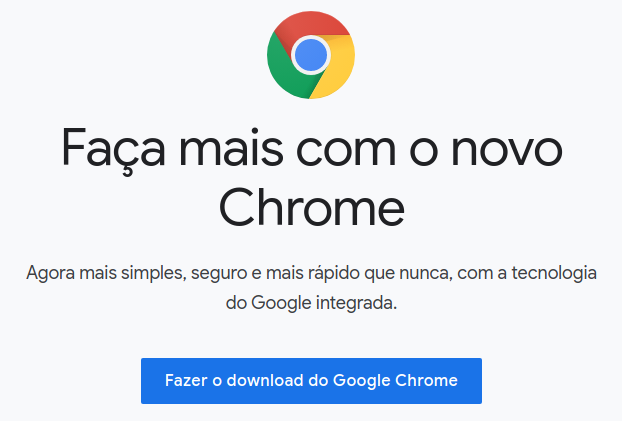 Faça mais com o novo
Chrome
Agora mais simples, seguro e mais rápido que nunca, com a tecnologia
do Google integrada.
Fazer o download do Google Chrome